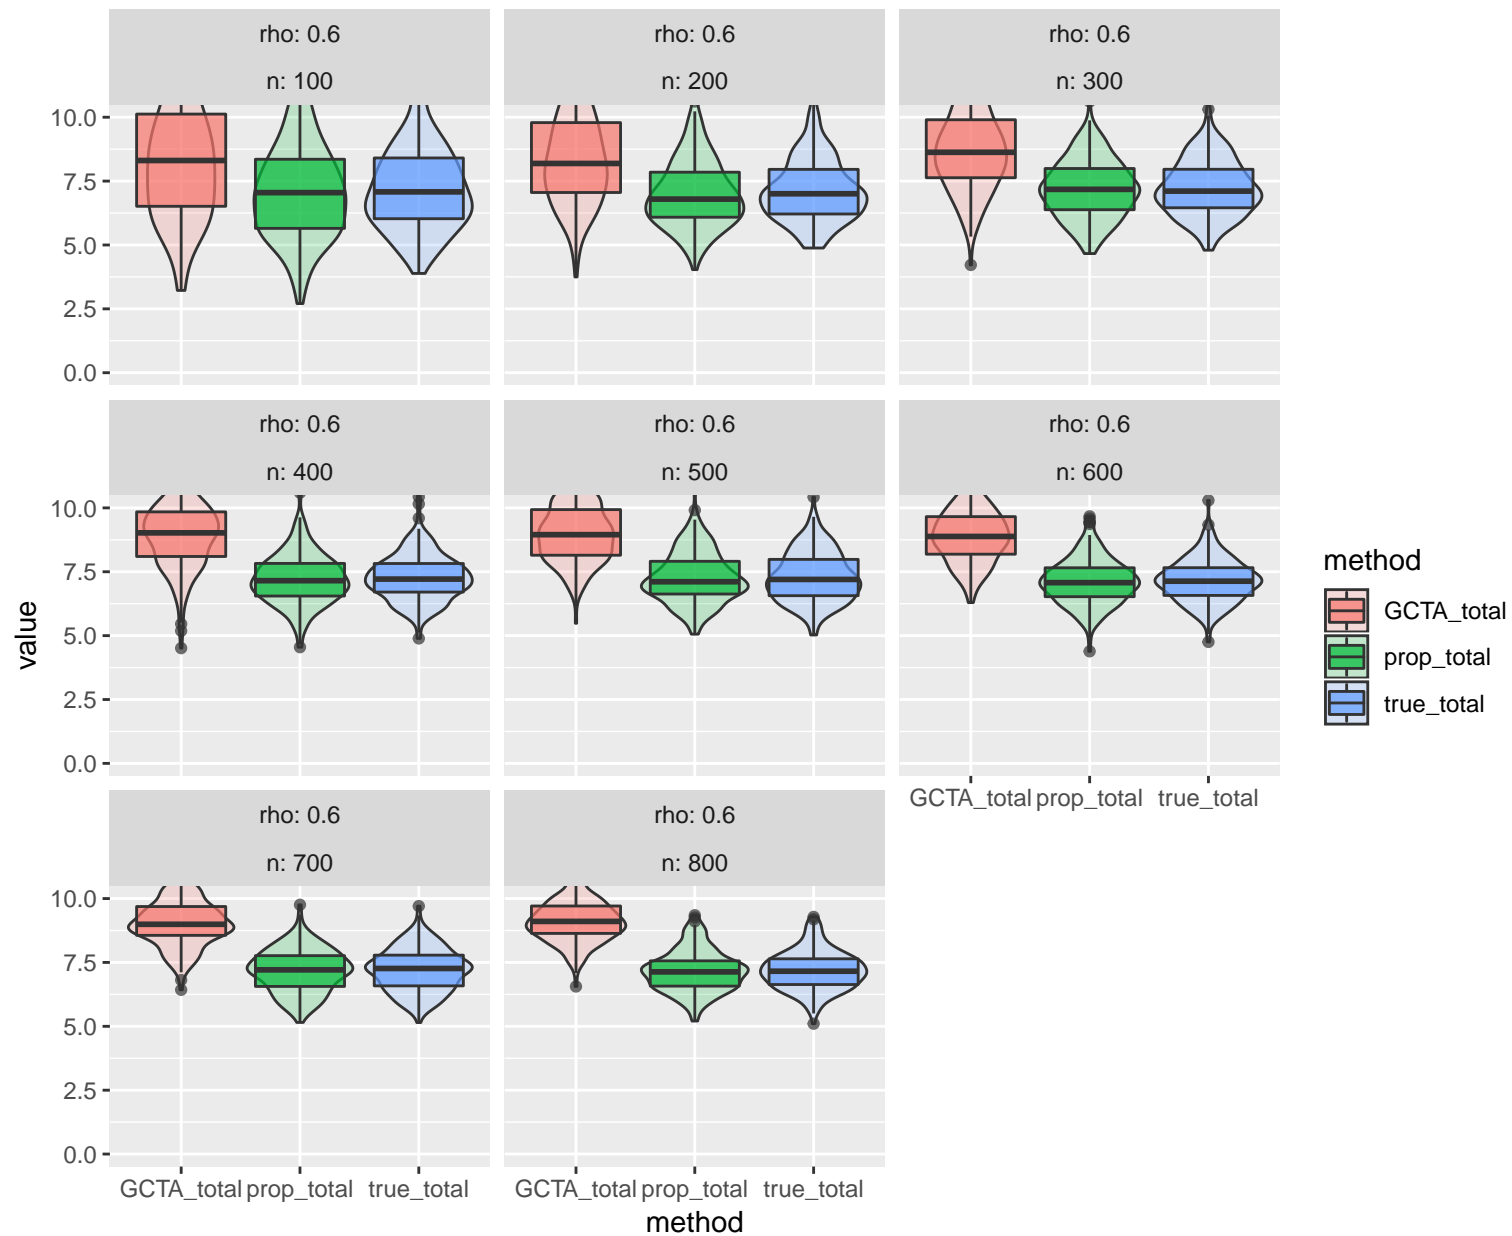 rho: 0.6 rho: 0.6 rho: 0.6
n: 100 n: 200 n: 300
10.0
7.5
5.0
2.5
0.0
rho: 0.6 rho: 0.6 rho: 0.6
n: 400 n: 500 n: 600
10.0
7.5
5.0
2.5
0.0
GCTA_total prop_total true_total
rho: 0.6 rho: 0.6
n: 700 n: 800
10.0
7.5
5.0
2.5
0.0
GCTA_total prop_total true_total GCTA_total prop_total true_total
method
value
method
GCTA_total
prop_total
true_total